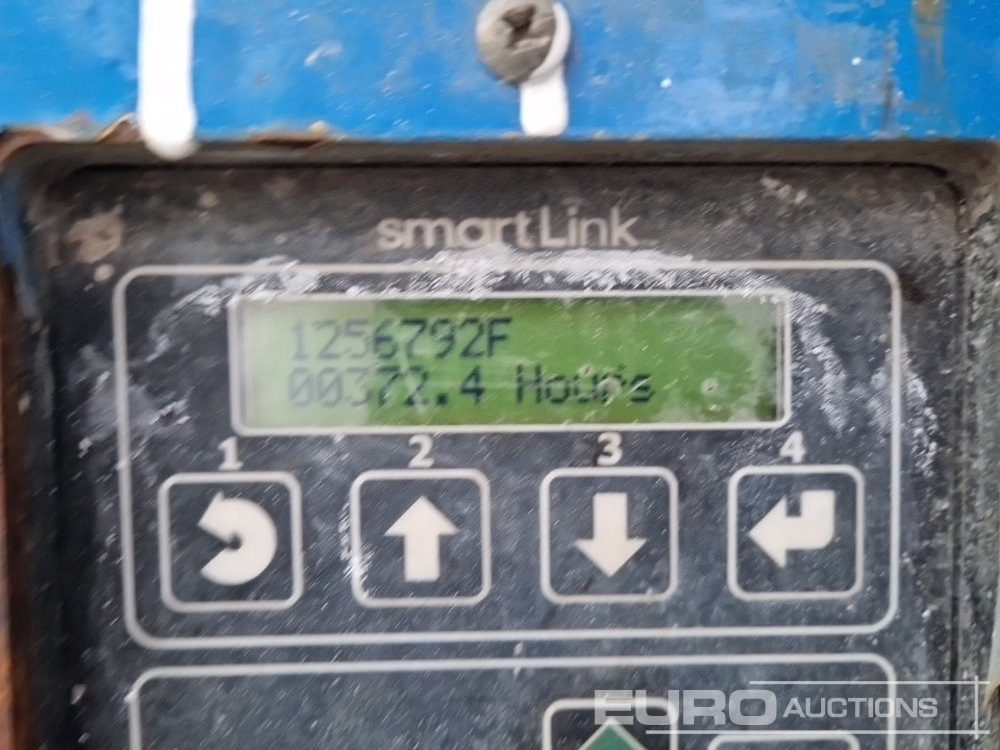 smartLink
1256792F
00372.4 Hours
1 2 3 4
EURO AUCTIONS